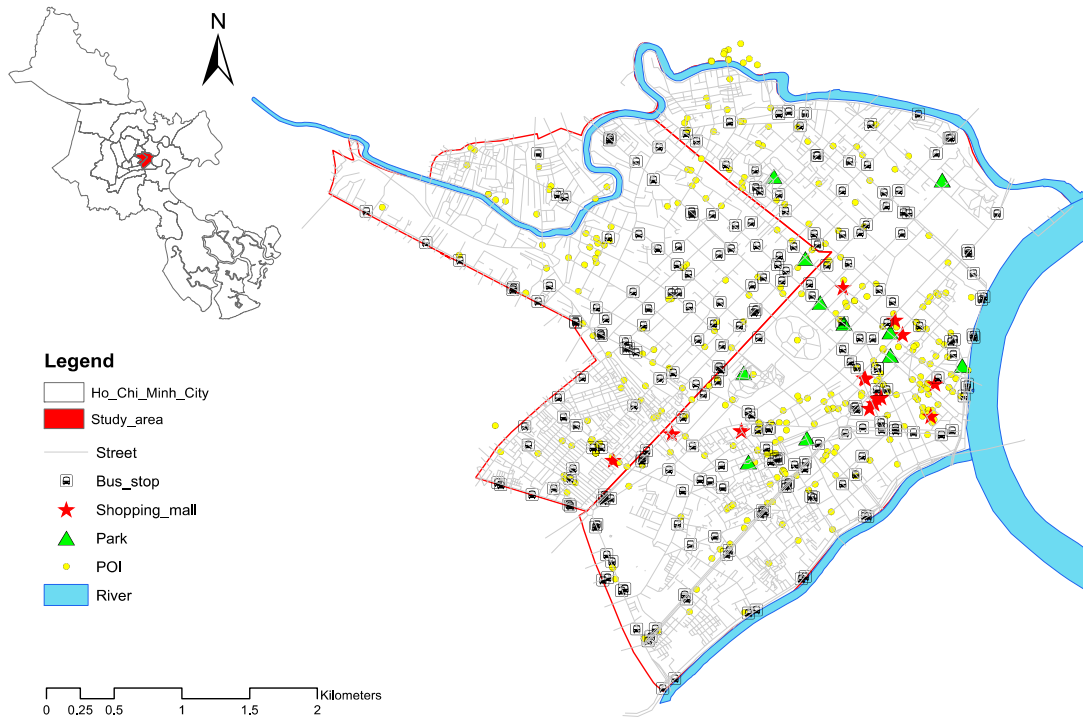 N
Legend
Ho_Chi_Minh_City
Study_area
Street
Bus_stop
Shopping_mall
Park
POI
River
Kilometers
0 0.25 0.5 1 1.5 2